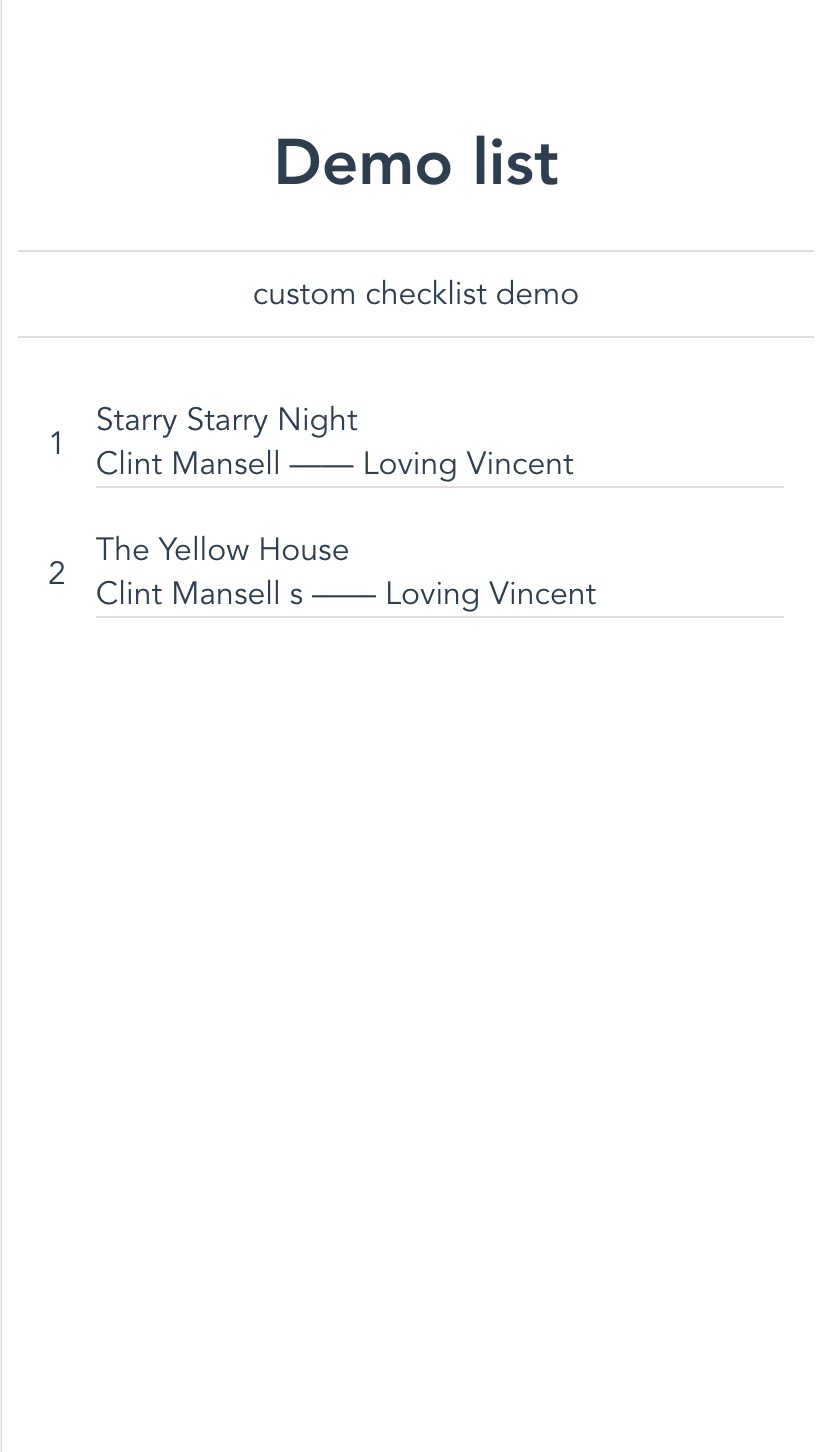 Demo list
custom checklist demo
1
Starry Starry Night
Clint Mansell —— Loving Vincent
2
The Yellow House
Clint Mansell s —— Loving Vincent